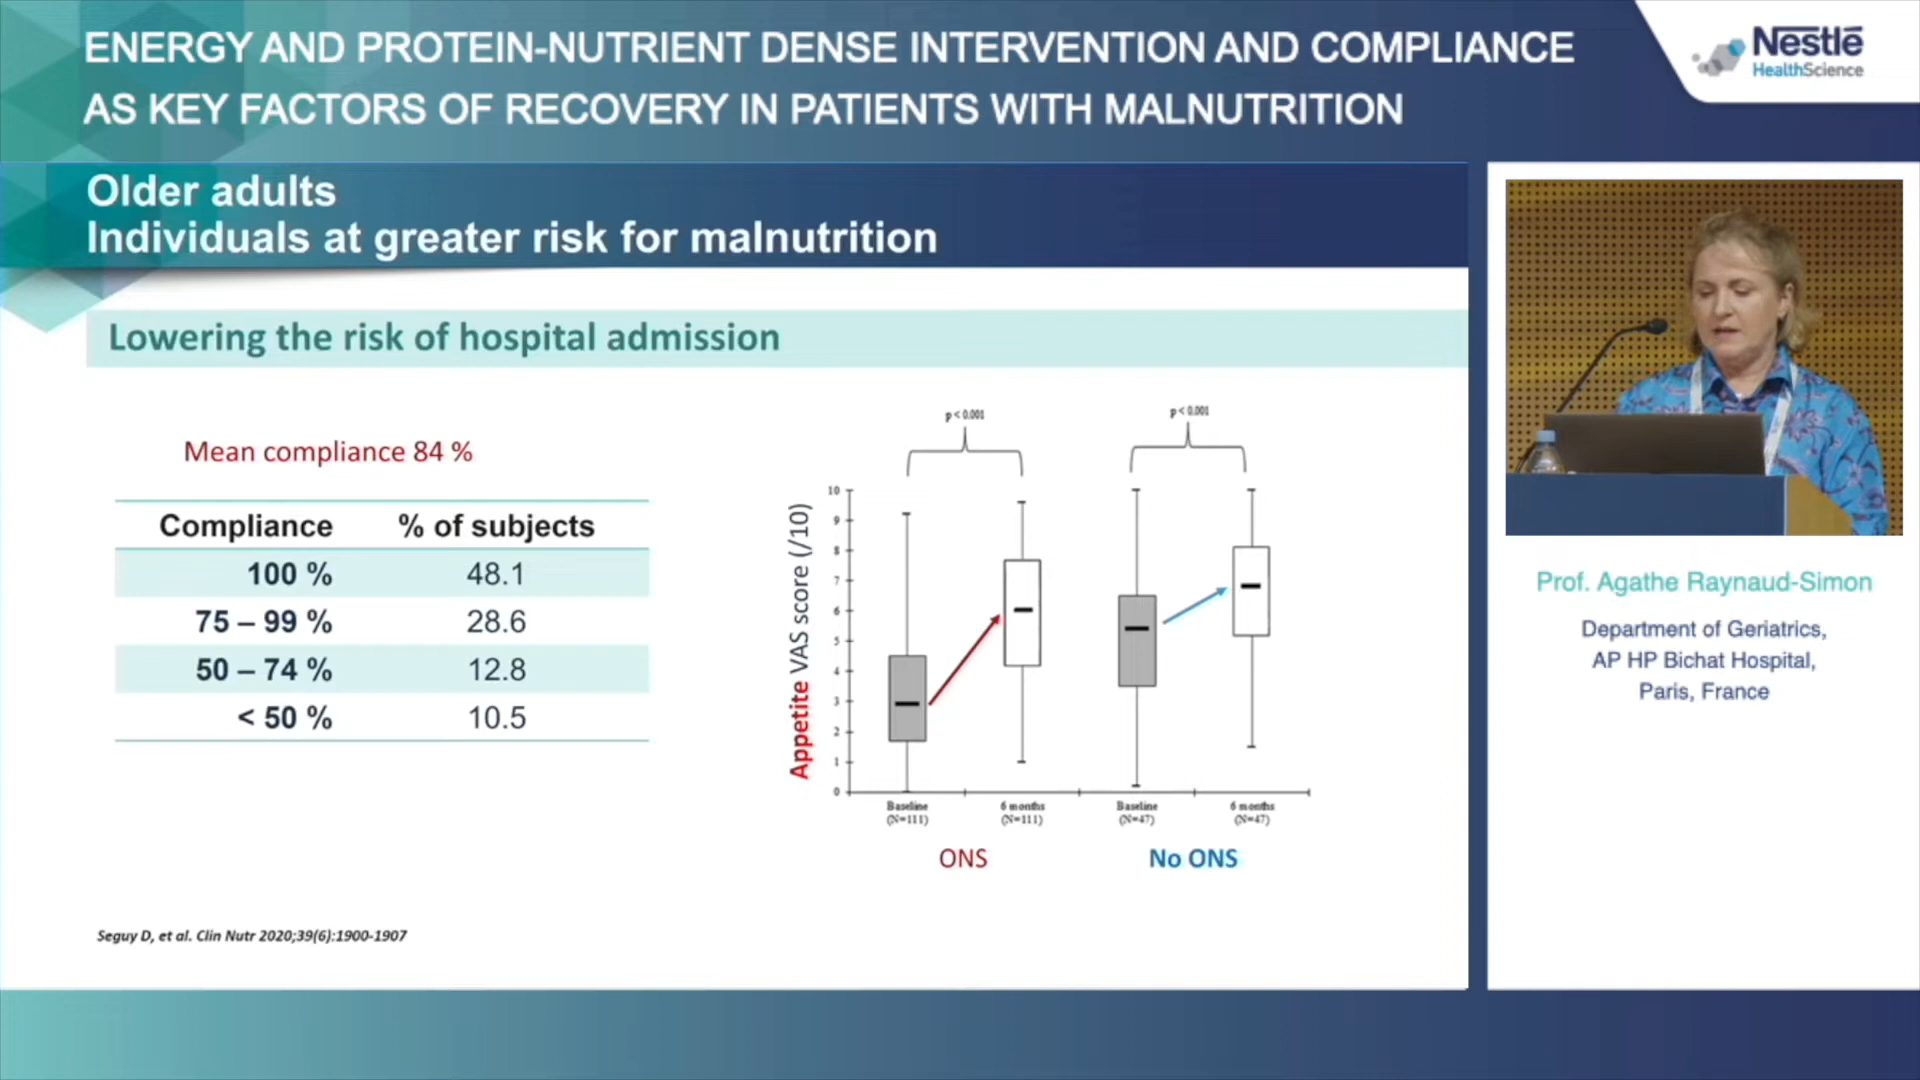 ENERGY AND PROTEIN-NUTRIENT DENSE INTERVENTION AND COMPLIANCE
AS KEY FACTORS OF RECOVERY IN PATIENTS WITH MALNUTRITION
Nestlé
HealthScience
Older adults
Individuals at greater risk for malnutrition
Lowering the risk of hospital admission
Mean compliance 84 %
Compliance % of subjects
100 % 48.1
75 – 99 % 28.6
50 – 74 % 12.8
< 50 % 10.5
p < 0.001 p < 0.001
Appetite VAS score (/10)
10
9
8
7
6
5
4
3
2
1
0
Baseline 6 months Baseline 6 months
(N=111) (N=111) (N=47) (N=47)
ONS No ONS
Seguy D, et al. Clin Nutr 2020;39(6):1900-1907
Prof. Agathe Raynaud-Simon
Department of Geriatrics,
AP HP Bichat Hospital,
Paris, France